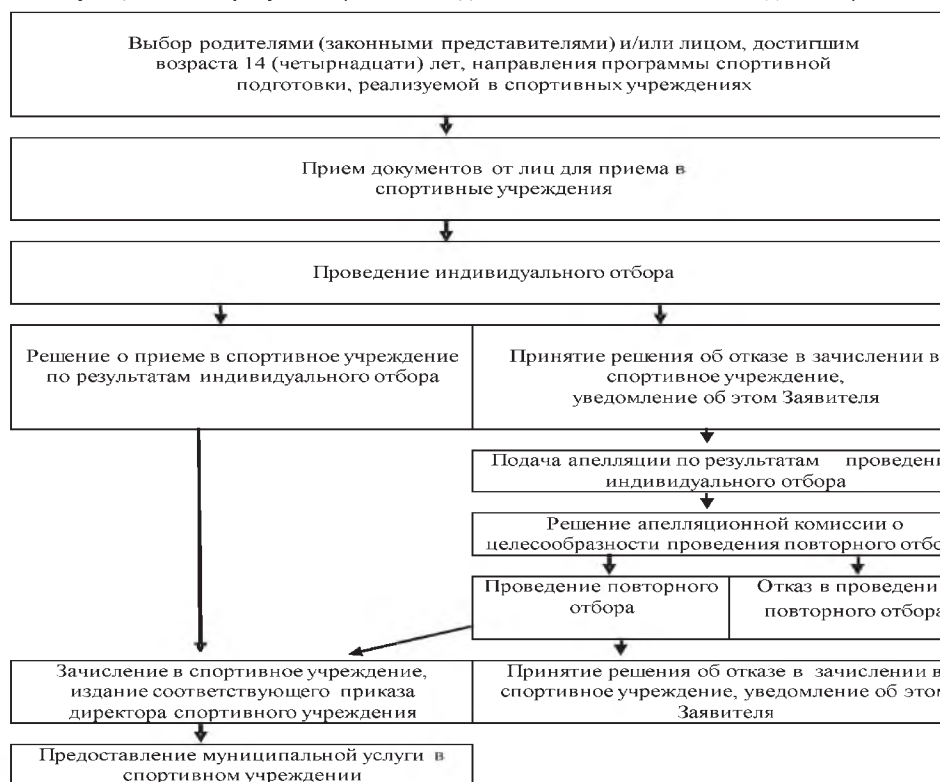 Выбор родителями (законными представителями) и/или лицом, достигшим
возраста 14 (четырнадцати) лет, направления программы спортивной
подготовки, реализуемой в спортивных учреждениях
Прием документов от лиц для приема в
спортивные учреждения
Проведение индивидуального отбора
Решение о приеме в спортивное учреждение
по результатам индивидуального отбора
Принятие решения об отказе в зачислении в
спортивное учреждение,
уведомление об этом Заявителя
Подача апелляции по результатам проведени
индивидуального отбора
Решение апелляционной комиссии о
целесообразности проведения повторного отбо
Проведение повторного
отбора
Отказ в проведени
повторного отбора
Зачисление в спортивное учреждение,
издание соответствующего приказа
директора спортивного учреждения
Принятие решения об отказе в зачислении в
спортивное учреждение, уведомление об этом
Заявителя
Предоставление муниципальной услуги в
спортивном учреждении